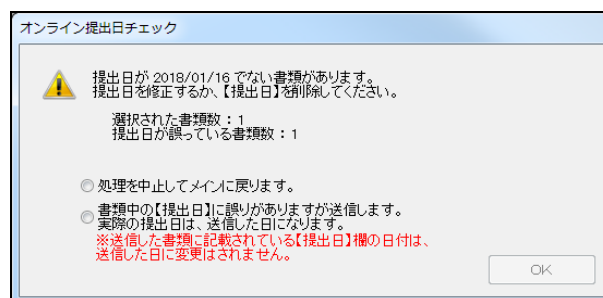 オンライン提出日チェック
提出日が 2018/01/16 でない書類があります。
提出日を修正するか、【提出日】を削除してください。
選択された書類数：1
提出日が誤っている書類数：1
処理を中止してメインに戻ります。
書類中の【提出日】に誤りがありますが送信します。
実際の提出日は、送信した日になります。
※送信した書類に記載されている【提出日】欄の日付は、
送信した日に変更はされません。
OK